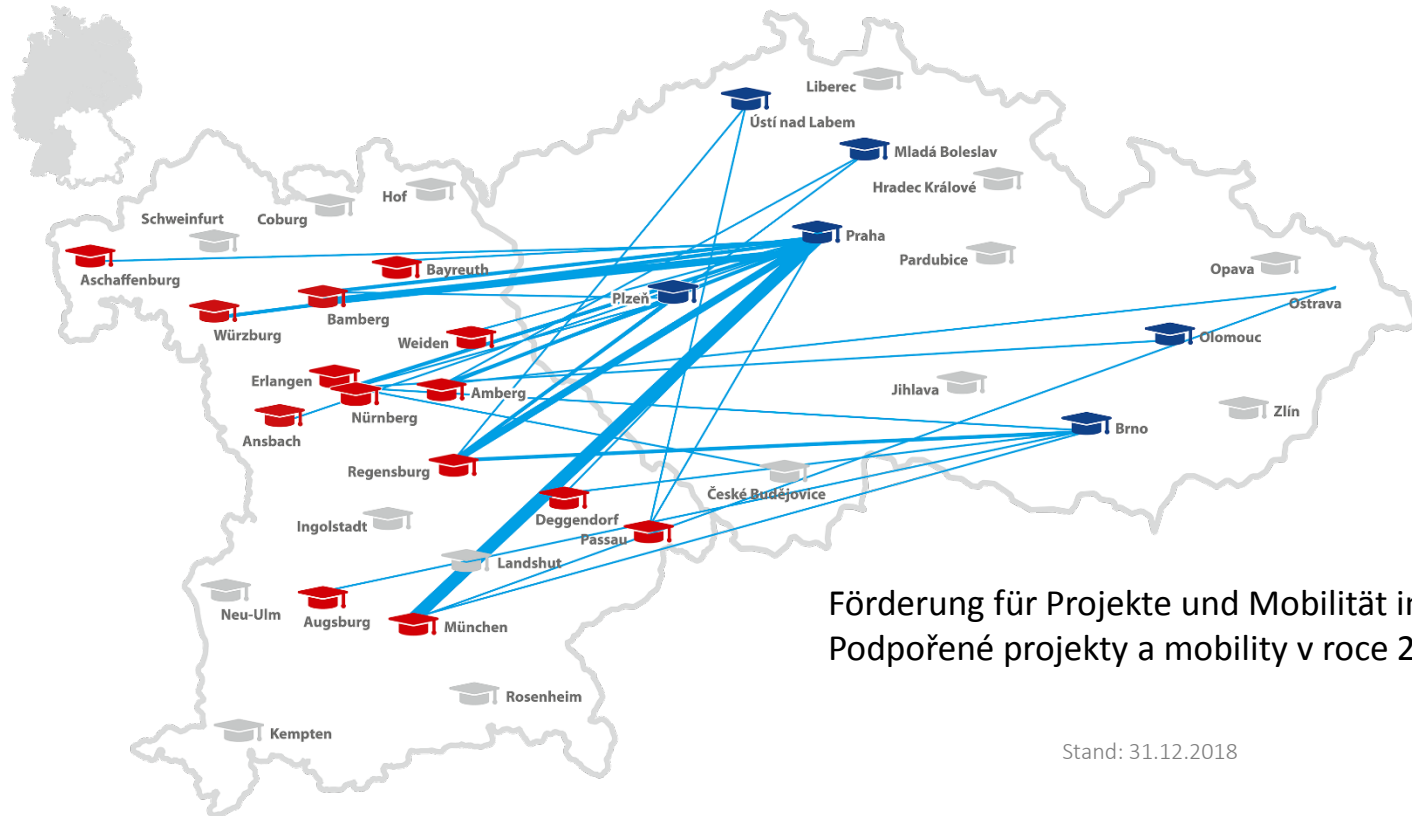 Liberec
Ústí nad Labem
Mladá Boleslav
Hradec Králové
Hof
Schweinfurt
Coburg
Praha
Pardubice
Opava
Bayreuth
Aschaffenburg
Plzeň
Ostrava
Bamberg
Würzburg
Weiden
Olomouc
Erlangen
Amberg
Jihlava
Nürnberg
Zlín
Ansbach
Brno
Regensburg
České Budějovice
Deggendorf
Ingolstadt
Passau
Landshut
Neu-Ulm
Augsburg
München
Förderung für Projekte und Mobilität
Podpořené projekty a mobility v roce
Rosenheim
Kempten
Stand: 31.12.2018